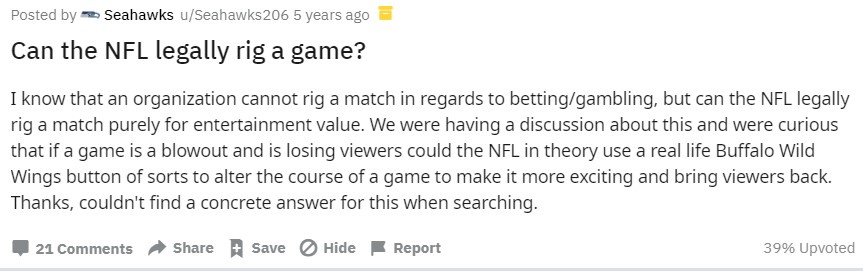 Posted by Seahawks u/Seahawks206 5 years ago
Can the NFL legally rig a game?
I know that an organization cannot rig a match in regards to betting/gambling, but can the NFL legally
rig a match purely for entertainment value. We were having a discussion about this and were curious
that if a game is a blowout and is losing viewers could the NFL in theory use a real life Buffalo Wild
Wings button of sorts to alter the course of a game to make it more exciting and bring viewers back.
Thanks, couldn't find a concrete answer for this when searching.
21 Comments Share Save Hide Report 39% Upvoted